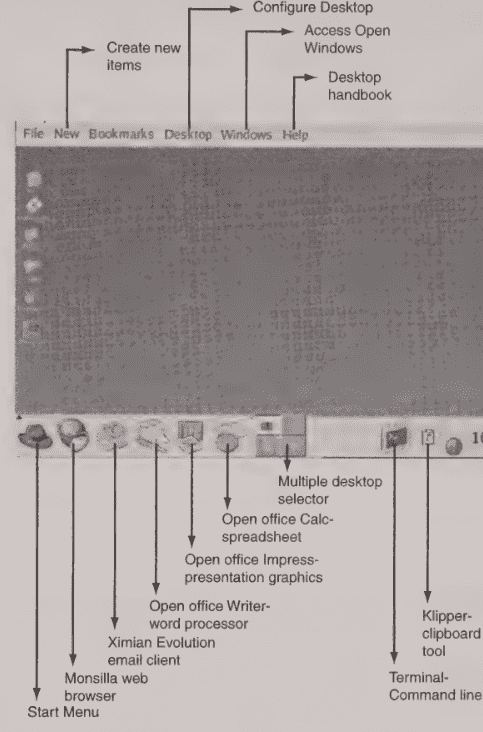 Configure Desktop
Access Open
Windows
Create new
items
Desktop
handbook
File New Bookmarks Desktop Windows Help
Multiple desktop
selector
Open office Calc-
spreadsheet
Open office Impress-
presentation graphics
Open office Writer-
word processor
Ximian Evolution
email client
Monsilla web
browser
Start Menu
Klipper-
clipboard
tool
Terminal-
Command line